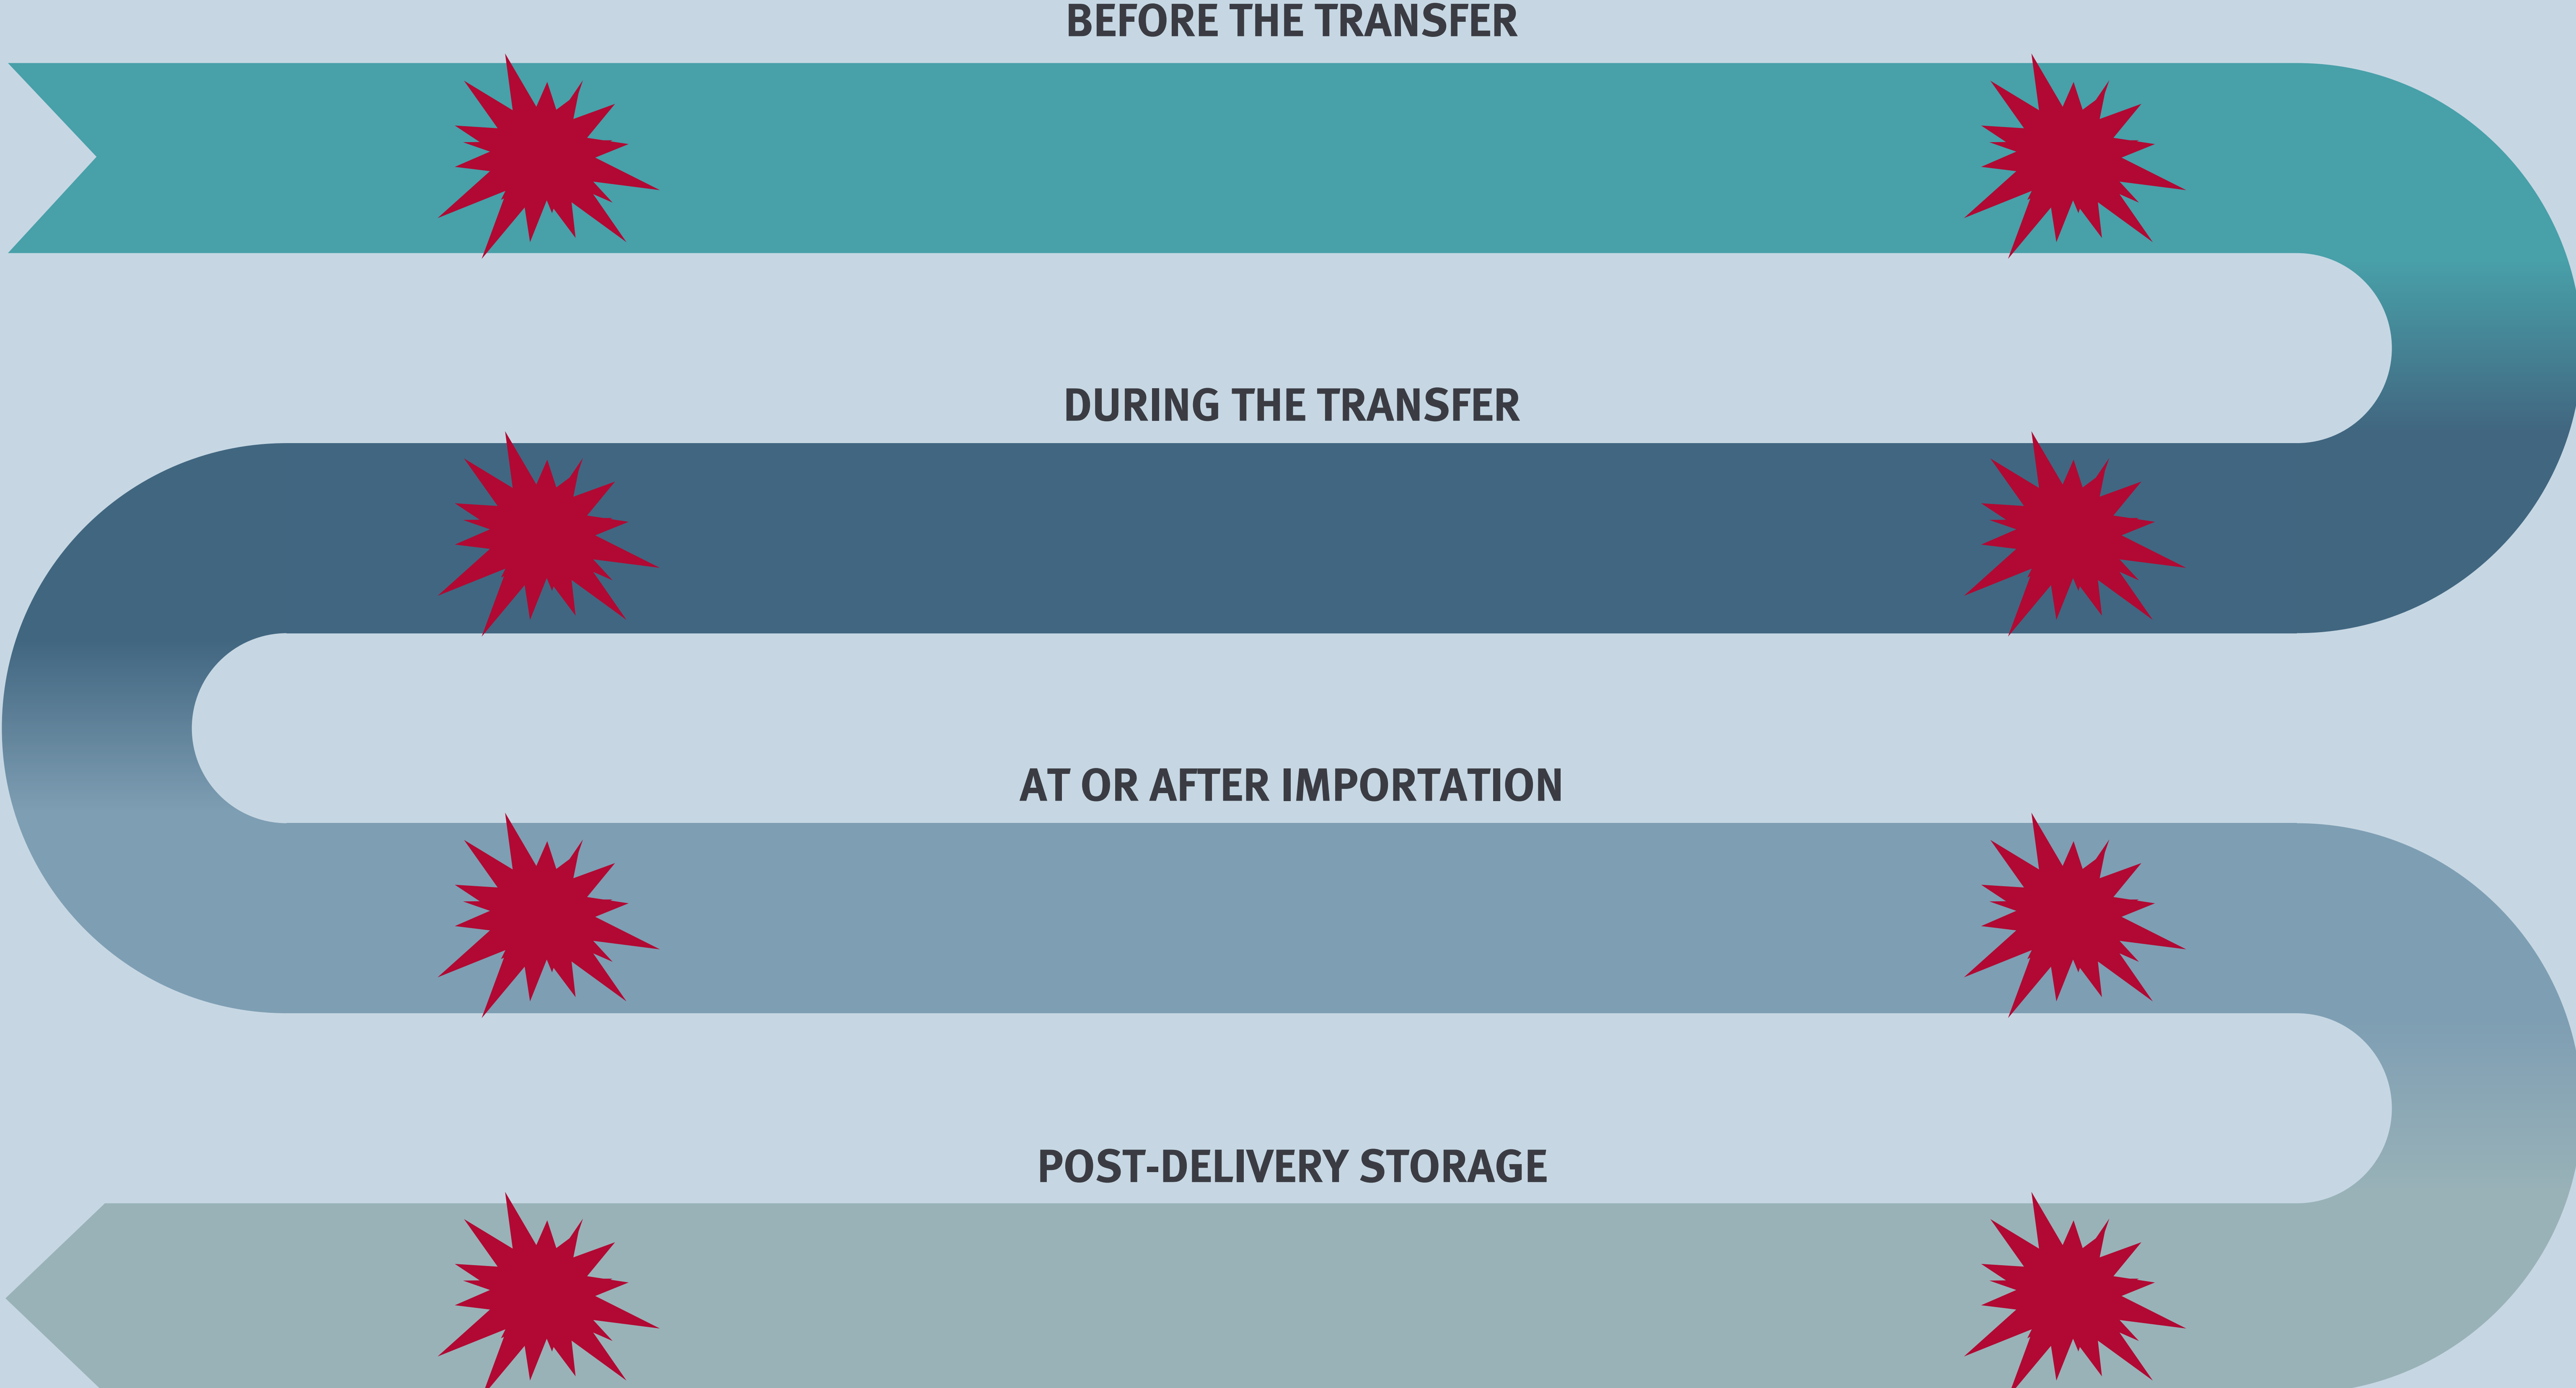 BEFORE THE TRANSFER
DURING THE TRANSFER
AT OR AFTER IMPORTATION
POST-DELIVERY STORAGE